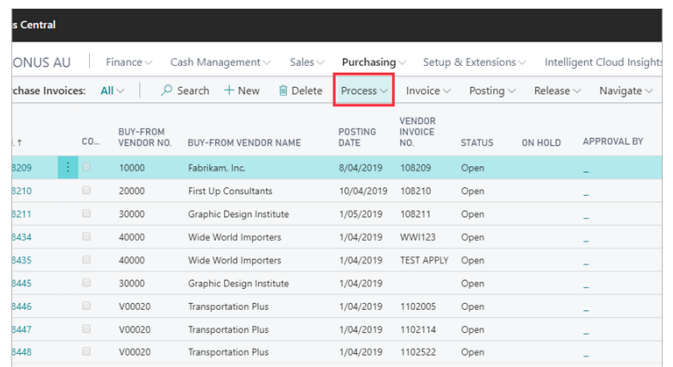 s Central
ONUS AU Finance Cash Management Sales Purchasing Setup & Extensions Intelligent Cloud Insights
rchase Invoices: All Search + New Delete Process Invoice Posting Release Navigate
. ↑ CO... BUY-FROM VENDOR NO. BUY-FROM VENDOR NAME POSTING DATE VENDOR INVOICE NO. STATUS ON HOLD APPROVAL BY
8209 10000 Fabrikam, Inc. 8/04/2019 108209 Open _
8210 20000 First Up Consultants 10/04/2019 108210 Open _
8211 30000 Graphic Design Institute 1/05/2019 108211 Open _
8434 40000 Wide World Importers 1/04/2019 WWI123 Open _
8435 40000 Wide World Importers 1/04/2019 TEST APPLY Open _
8445 30000 Graphic Design Institute 1/04/2019 Open _
8446 V00020 Transportation Plus 1/04/2019 1102005 Open _
8447 V00020 Transportation Plus 1/04/2019 1102114 Open _
8448 V00020 Transportation Plus 1/04/2019 1102522 Open _